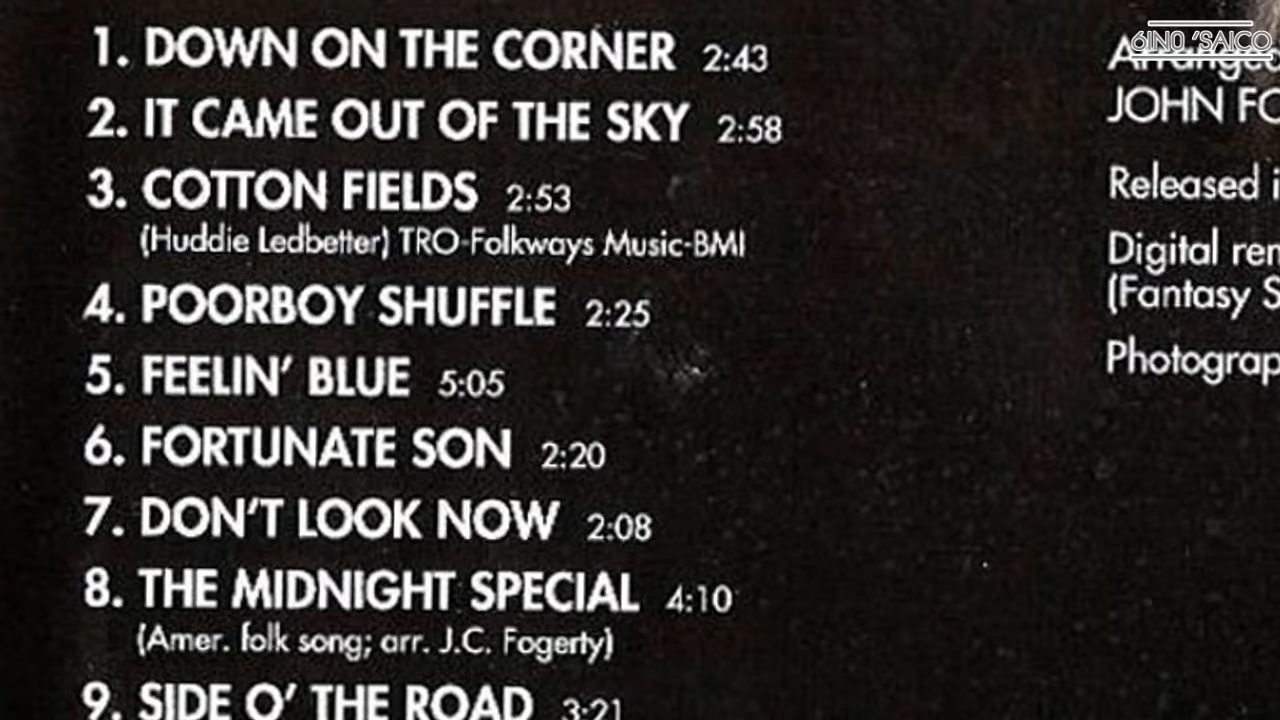 1. DOWN ON THE CORNER 2:43
2. IT CAME OUT OF THE SKY 2:58
3. COTTON FIELDS 2:53
(Huddie Ledbetter) TRO-Folkways Music-BMI
4. POORBOY SHUFFLE 2:25
5. FEELIN' BLUE 5:05
6. FORTUNATE SON 2:20
7. DON'T LOOK NOW 2:08
8. THE MIDNIGHT SPECIAL 4:10
(Amer. folk song; arr. J.C. Fogerty)
9. SIDE O' THE ROAD 3:21
6IN0 'SAICO
Arranged
JOHN FO
Released i
Digital rem
(Fantasy S
Photograp